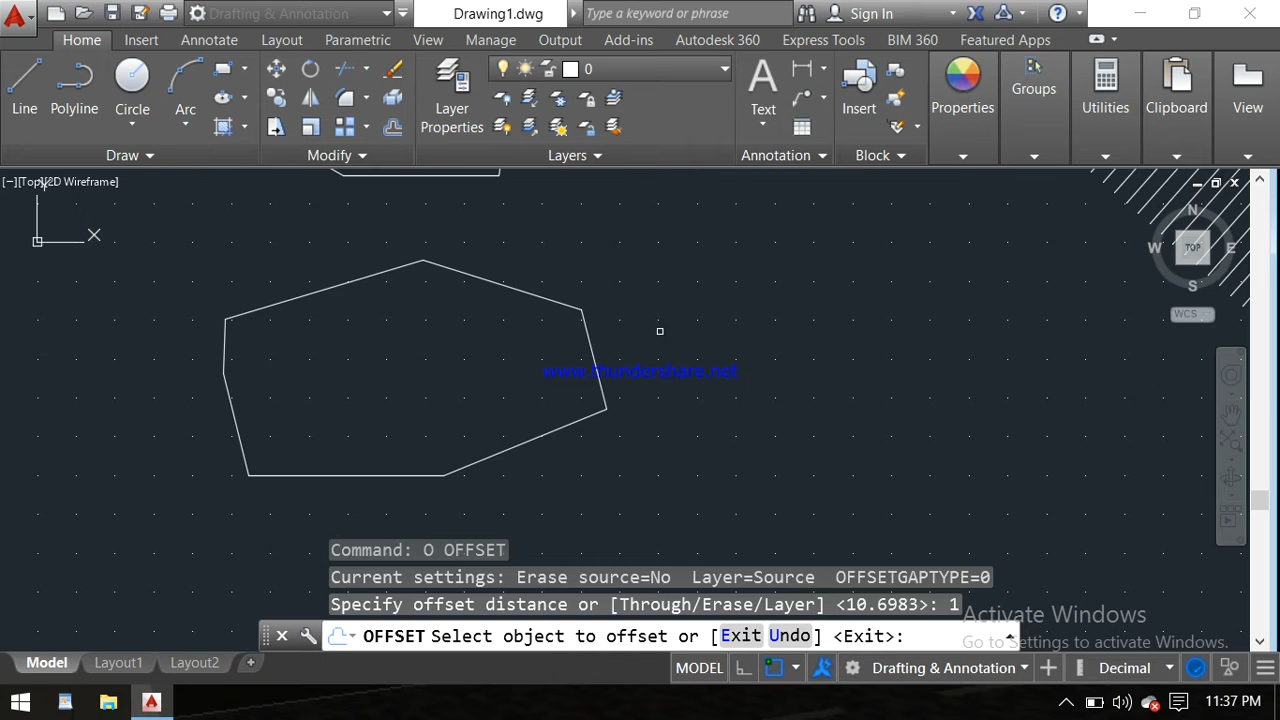 Drafting & Annotation
Drawing1.dwg
Type a keyword or phrase
Sign In
Home Insert Annotate Layout Parametric View Manage Output Add-ins Autodesk 360 Express Tools BIM 360 Featured Apps
0
Line Polyline Circle Arc
Layer Properties
Text
Insert
Properties
Groups
Utilities
Clipboard
View
Draw Modify Layers Annotation Block
[−][Top][2D Wireframe]
N
W TOP E
S
WCS
X
www.thundershare.net
Command: O OFFSET
Current settings: Erase source=No Layer=Source OFFSETGAPTYPE=0
Specify offset distance or [Through/Erase/Layer] <10.6983>: 1
Activate Windows
Go to Settings to activate Windows.
OFFSET Select object to offset or [Exit Undo] <Exit>:
Model Layout1 Layout2
MODEL
Drafting & Annotation
Decimal
11:37 PM